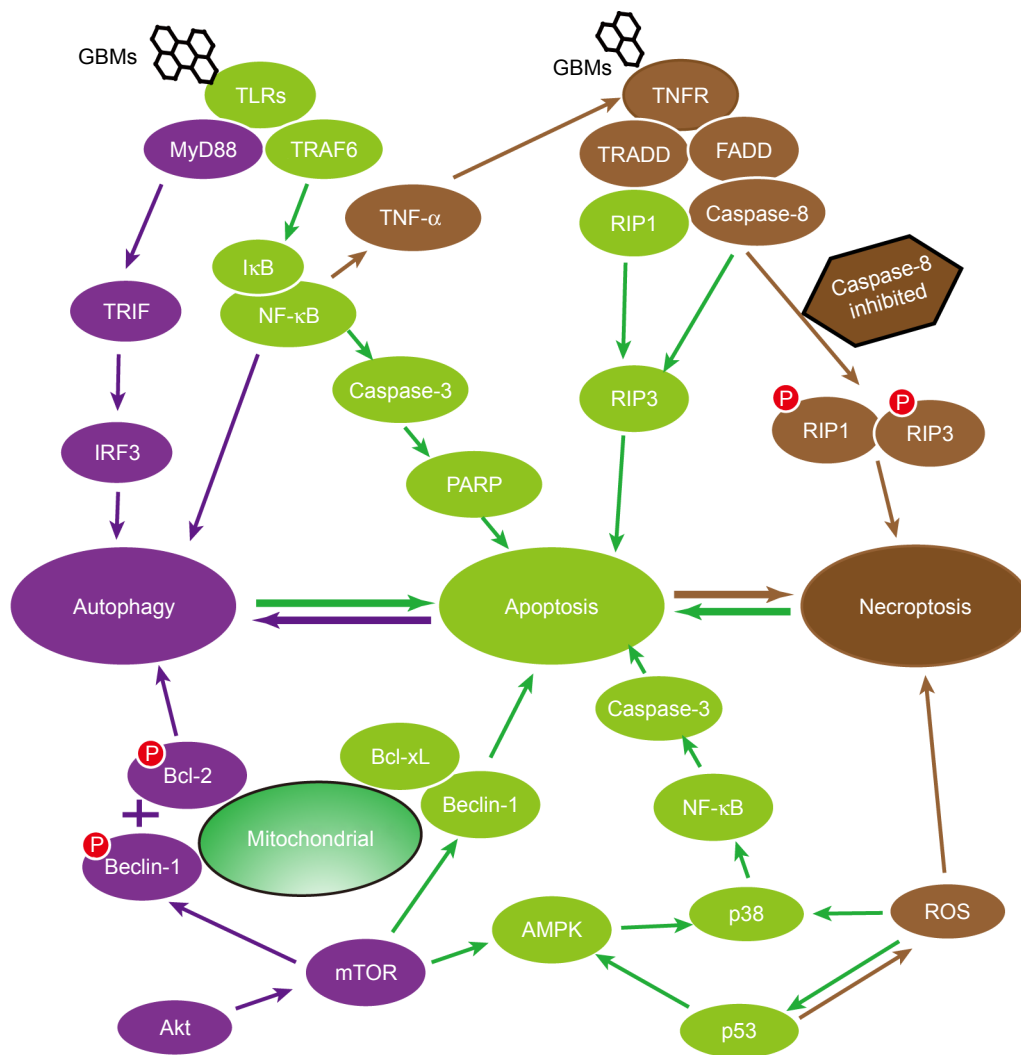 GBMs
TLRs
MyD88
TRAF6
GBMs
TNFR
TRADD
FADD
TNF-α
RIP1
Caspase-8
IκB
NF-κB
TRIF
Caspase-8
inhibited
Caspase-3
RIP3
P
RIP1
P
RIP3
IRF3
PARP
Autophagy
Apoptosis
Necroptosis
Caspase-3
P
Bcl-2
Bcl-xL
+
Beclin-1
NF-κB
P
Beclin-1
Mitochondrial
AMPK
p38
ROS
mTOR
Akt
p53